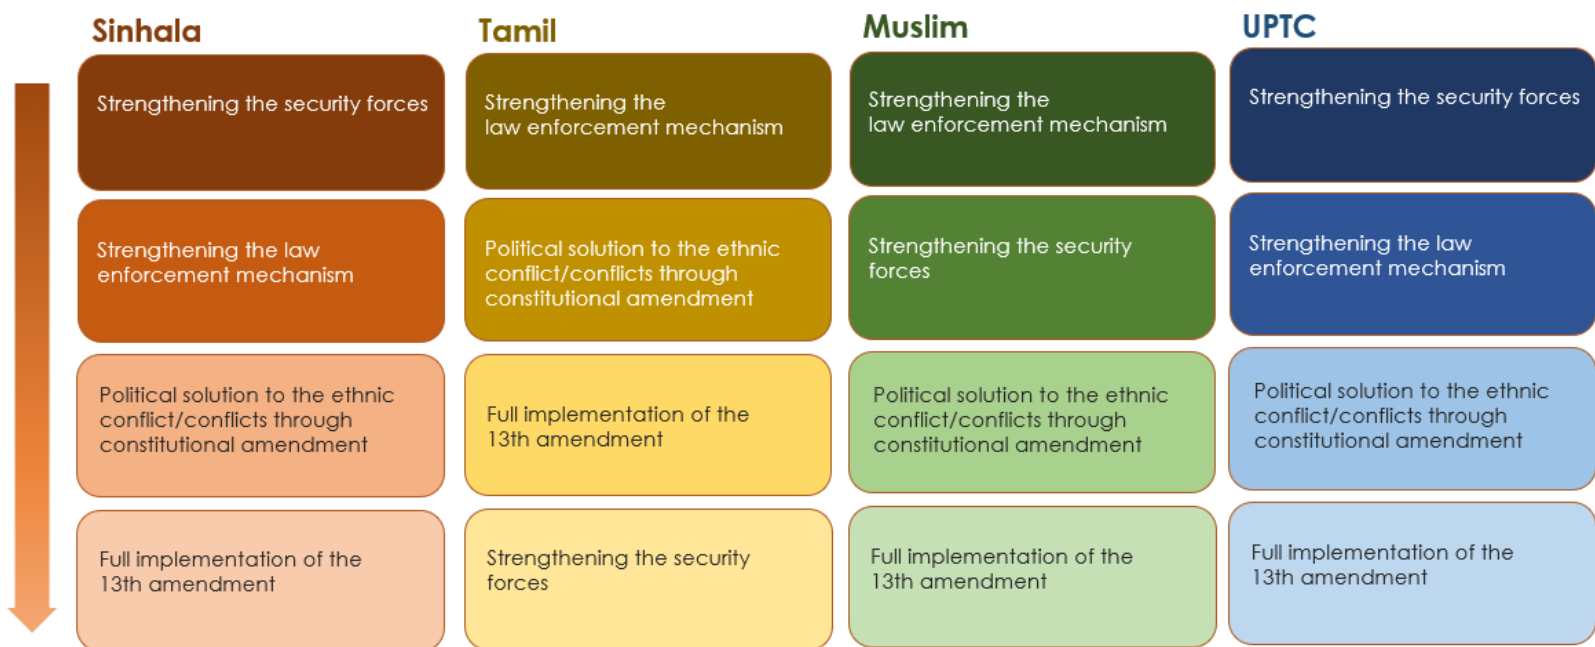 Sinhala
Tamil
Muslim
UPTC
Strengthening the security forces
Strengthening the
law enforcement mechanism
Strengthening the
law enforcement mechanism
Strengthening the security forces
Strengthening the law
enforcement mechanism
Political solution to the ethnic
conflict/conflicts through
constitutional amendment
Strengthening the security
forces
Strengthening the law
enforcement mechanism
Political solution to the ethnic
conflict/conflicts through
constitutional amendment
Full implementation of the
13th amendment
Political solution to the ethnic
conflict/conflicts through
constitutional amendment
Political solution to the ethnic
conflict/conflicts through
constitutional amendment
Full implementation of the
13th amendment
Strengthening the security
forces
Full implementation of the
13th amendment
Full implementation of the
13th amendment